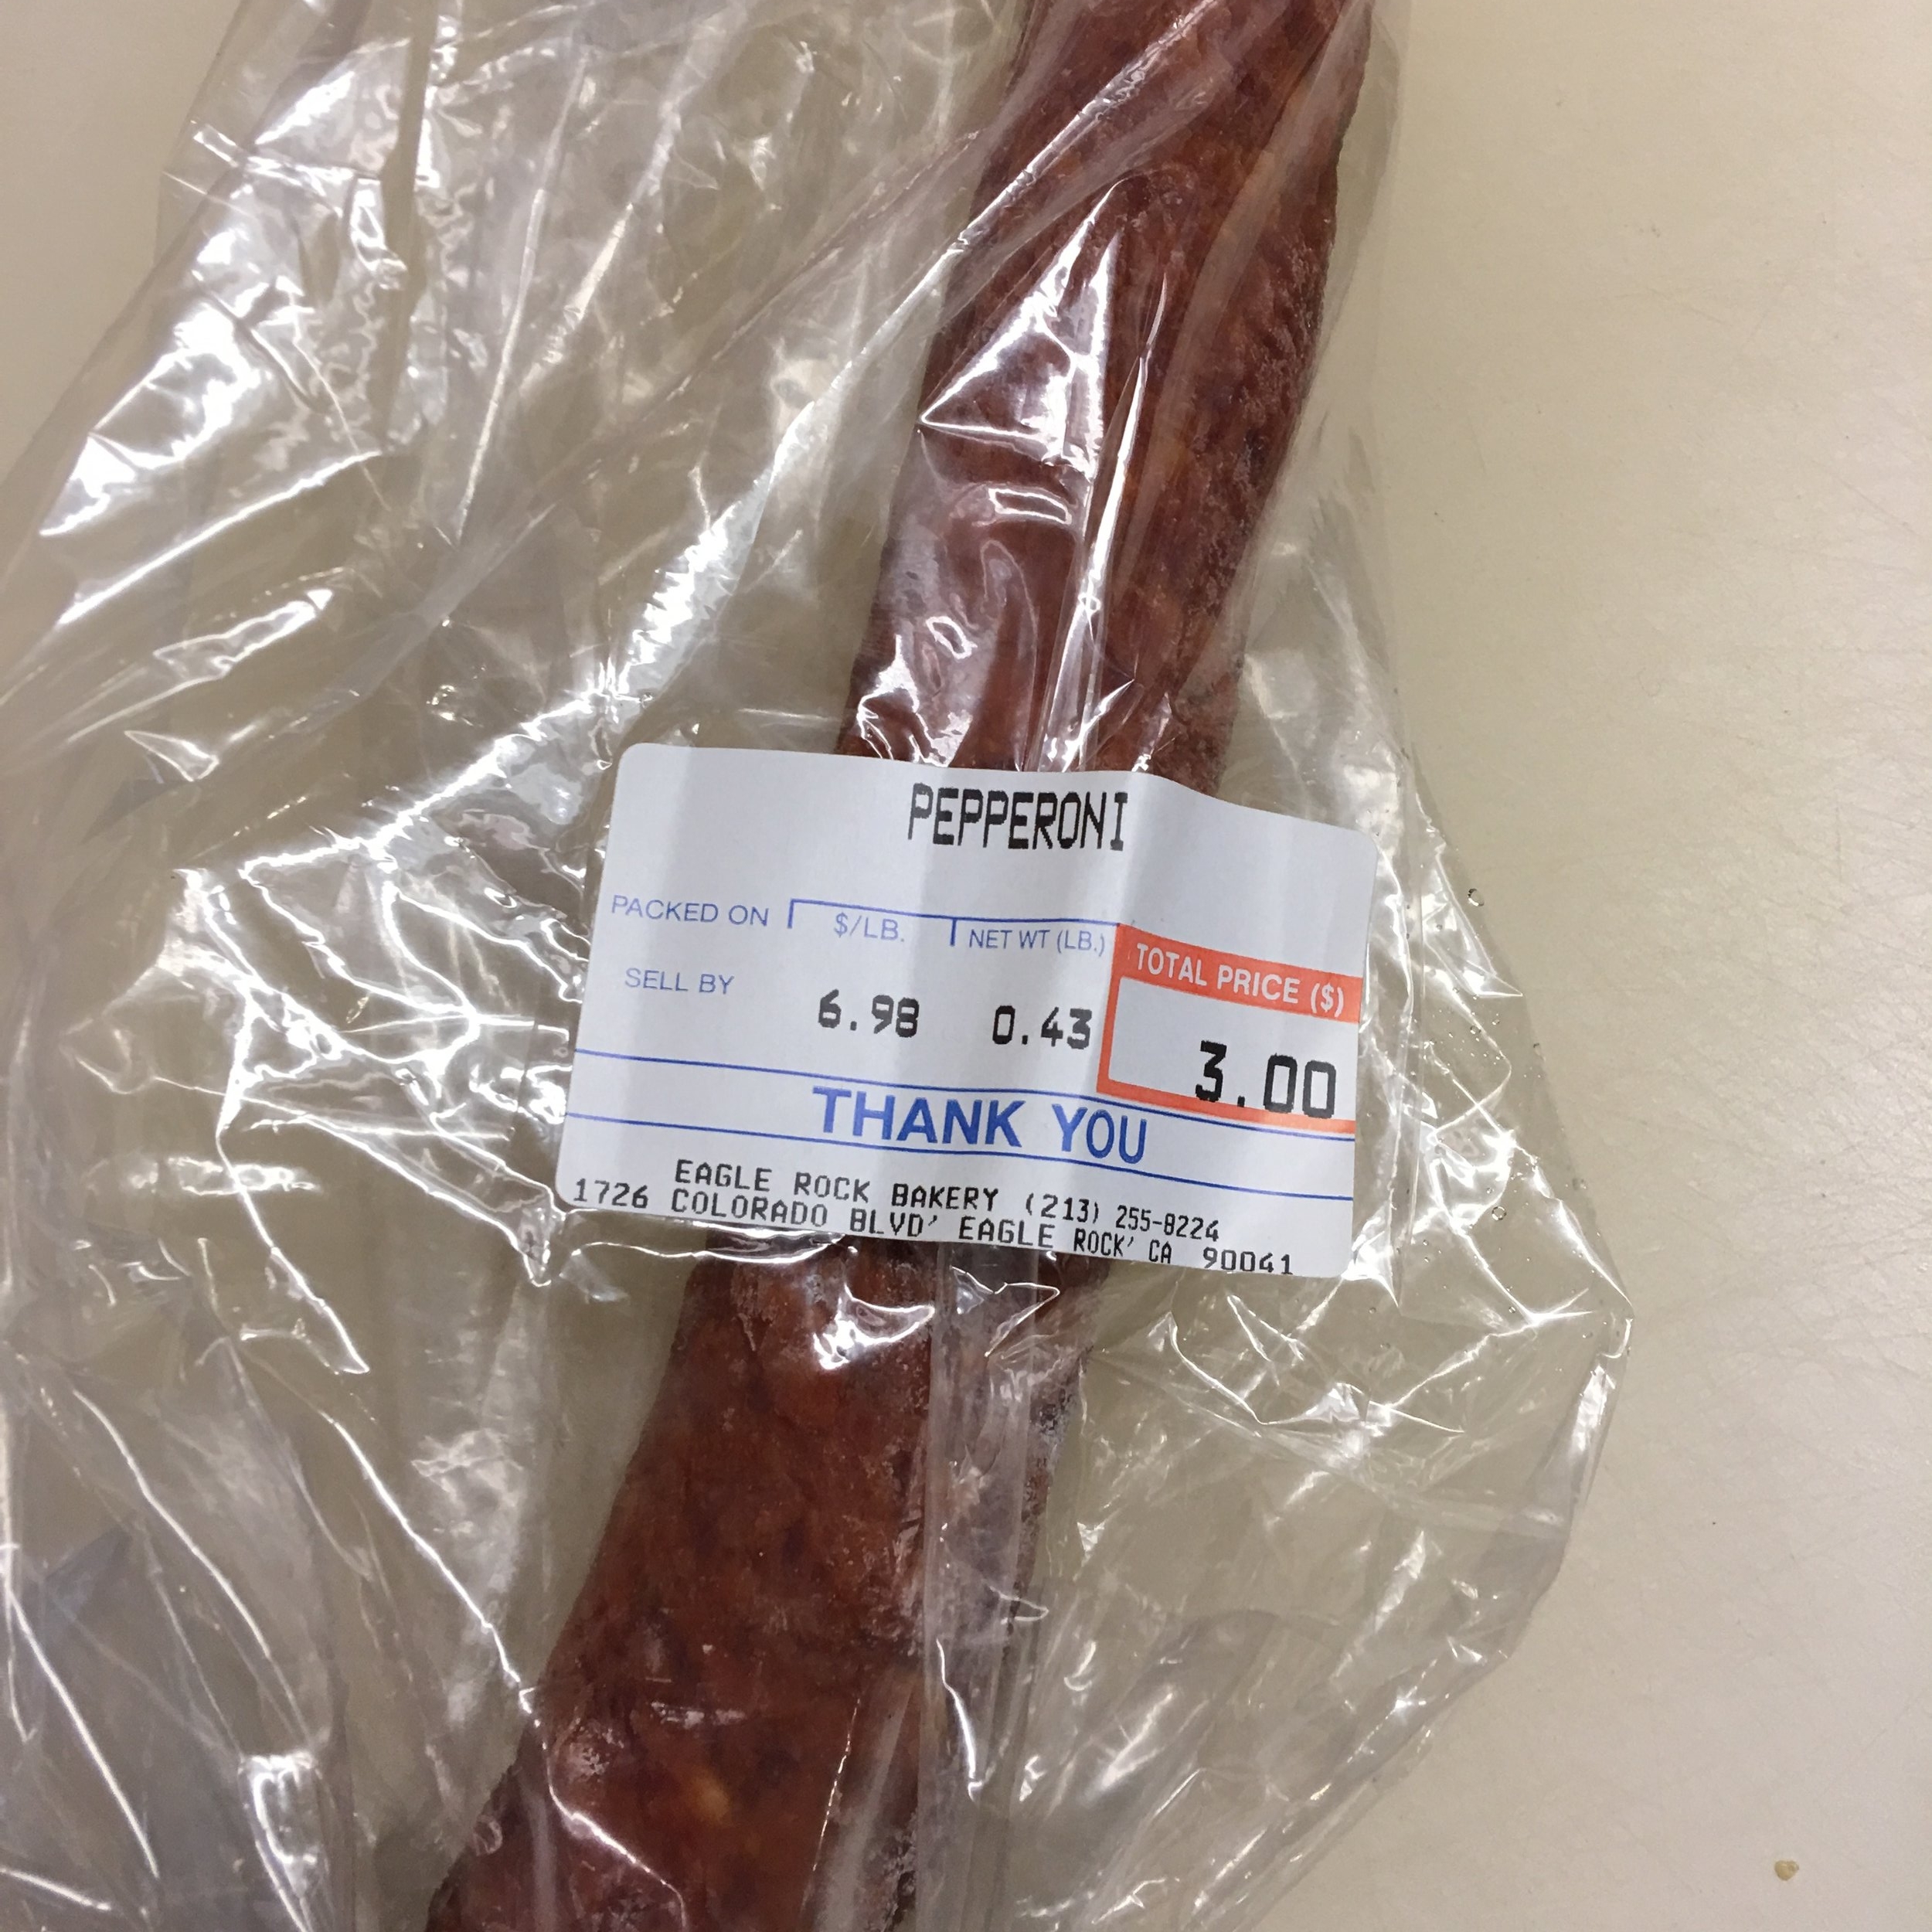 PEPPERONI
PACKED ON $/LB. NET WT (LB.) TOTAL PRICE ($)
SELL BY 6.98 0.43 3.00
THANK YOU
EAGLE ROCK BAKERY (213) 255-8224
1726 COLORADO BLVD' EAGLE ROCK' CA 90041